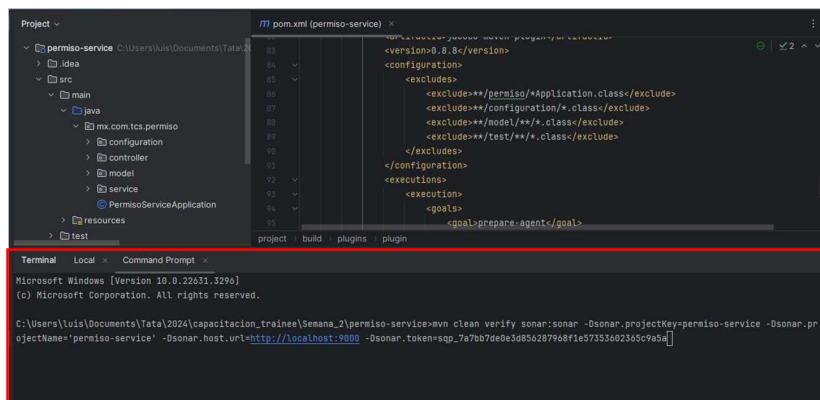 Project
permiso-service C:\Users\luis\Documents\Tata\20
.idea
src
main
java
mx.com.tcs.permiso
configuration
controller
model
service
PermisoServiceApplication
resources
test
pom.xml (permiso-service)
83 <version>0.8.8</version>
2
84 <configuration>
85 <excludes>
86 <exclude>**/permiso/*Application.class</exclude>
87 <exclude>**/configuration/*.class</exclude>
88 <exclude>**/model/**/*.class</exclude>
89 <exclude>**/test/**/*.class</exclude>
90 </excludes>
91 </configuration>
92 <executions>
93 <execution>
94 <goals>
95 <goal>prepare-agent</goal>
project > build > plugins > plugin
Terminal Local × Command Prompt ×
Microsoft Windows [Version 10.0.22631.3296]
(c) Microsoft Corporation. All rights reserved.
C:\Users\luis\Documents\Tata\2024\capacitacion_trainee\Semana_2\permiso-service>mvn clean verify sonar:sonar -Dsonar.projectKey=permiso-service -Dsonar.pr
ojectName='permiso-service' -Dsonar.host.url=http://localhost:9000 -Dsonar.token=sqp_7a7bb7de0e3d856287968f1e57353602365c9a5a